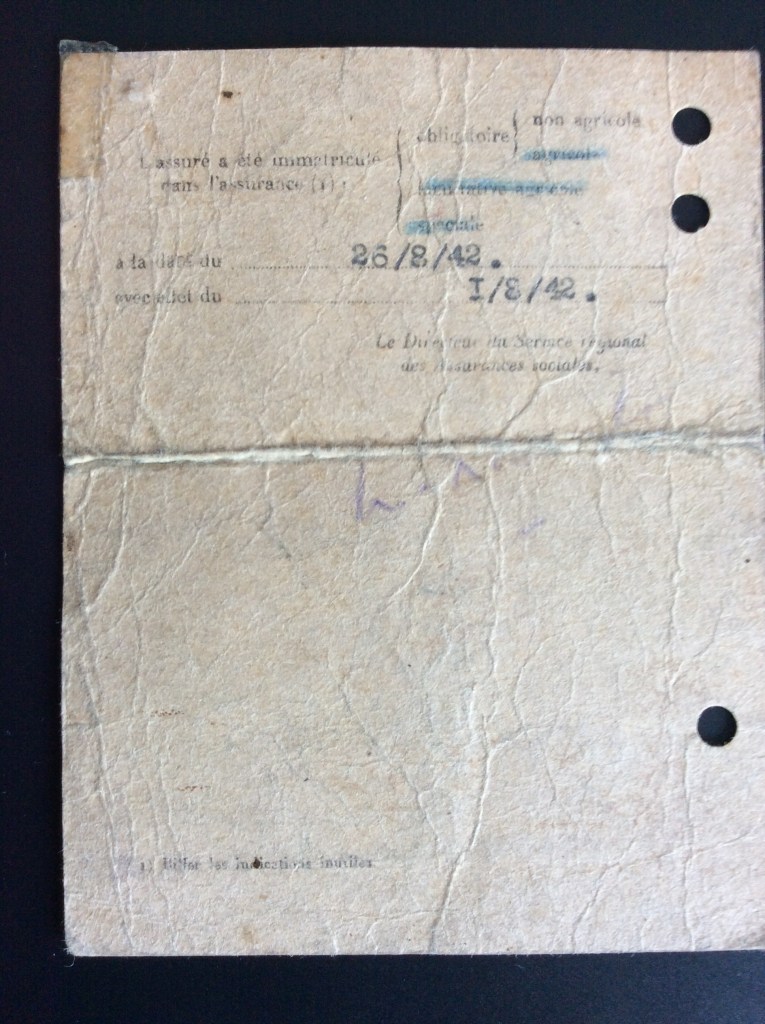 non agricole
obligatoire
agricole
L'assuré a été immatriculé
dans l'assurance (1) :
facultative agricole
spéciale
à la date du 26/8/42.
avec effet du I/8/42.
Le Directeur du Service régional
des Assurances sociales,
(1) Biffer les indications inutiles.